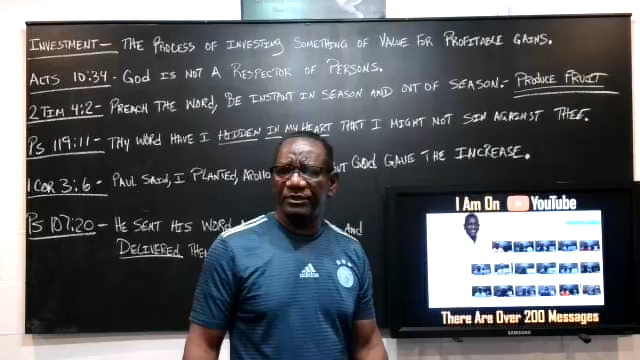 INVESTMENT - THE PROCESS OF INVESTING SOMETHING OF VALUE FOR PROFITABLE GAINS.
ACTS 10:34 - GOD IS NOT A RESPECTOR OF PERSONS.
2 TIM 4:2 - PREACH THE WORD, BE INSTANT IN SEASON AND OUT OF SEASON. - PRODUCE FRUIT
PS 119:11 - THY WORD HAVE I HIDDEN IN MY HEART THAT I MIGHT NOT SIN AGAINST THEE.
1 COR 3:6 - PAUL SAID, I PLANTED, APOLLO BUT GOD GAVE THE INCREASE.
PS 107:20 - HE SENT HIS WORD, AND
DELIVERED THE
adidas
I Am On YouTube
There Are Over 200 Messages
SAMSUNG